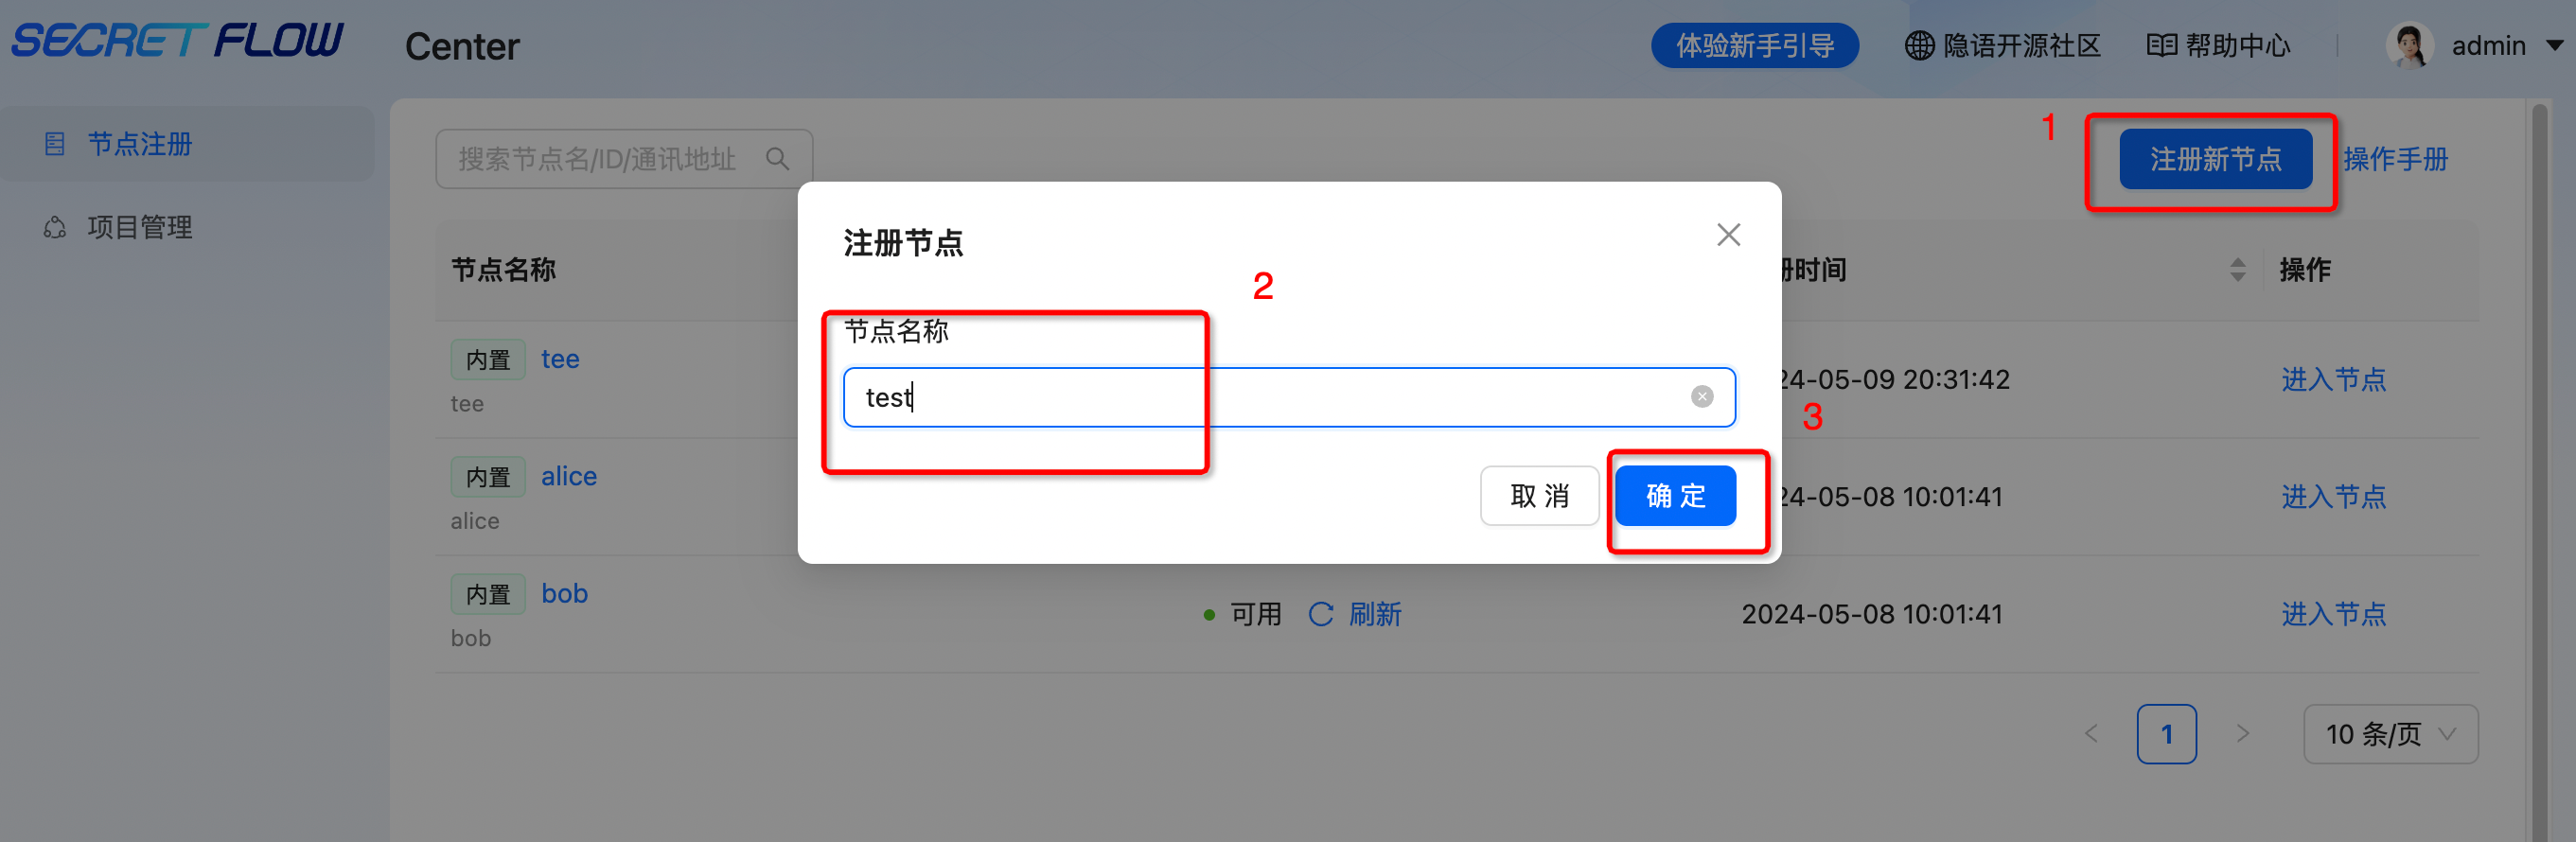 SECRET FLOW Center 体验新手引导 隐语开源社区 帮助中心 admin
节点注册
项目管理
搜索节点名/ID/通讯地址
1
注册新节点 操作手册
节点名称 册时间 操作
注册节点
2
节点名称
test
3
取 消 确 定
内置 tee
tee
24-05-09 20:31:42 进入节点
内置 alice
alice
24-05-08 10:01:41 进入节点
内置 bob
bob
可用 刷新 2024-05-08 10:01:41 进入节点
1 10 条/页